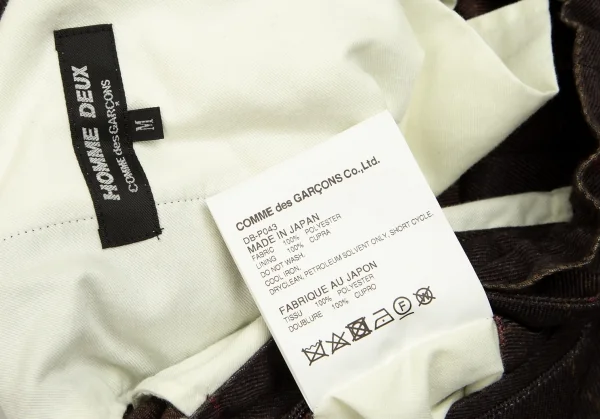 HOMME DEUX
COMME des GARÇONS
M
COMME des GARÇONS Co., Ltd.
DB-P043
MADE IN JAPAN
FABRIC 100% POLYESTER
LINING 100% CUPRA
DO NOT WASH.
COOL IRON.
DRYCLEAN, PETROLEUM SOLVENT ONLY, SHORT CYCLE.
FABRIQUE AU JAPON
TISSU 100% POLYESTER
DOUBLURE 100% CUPRO